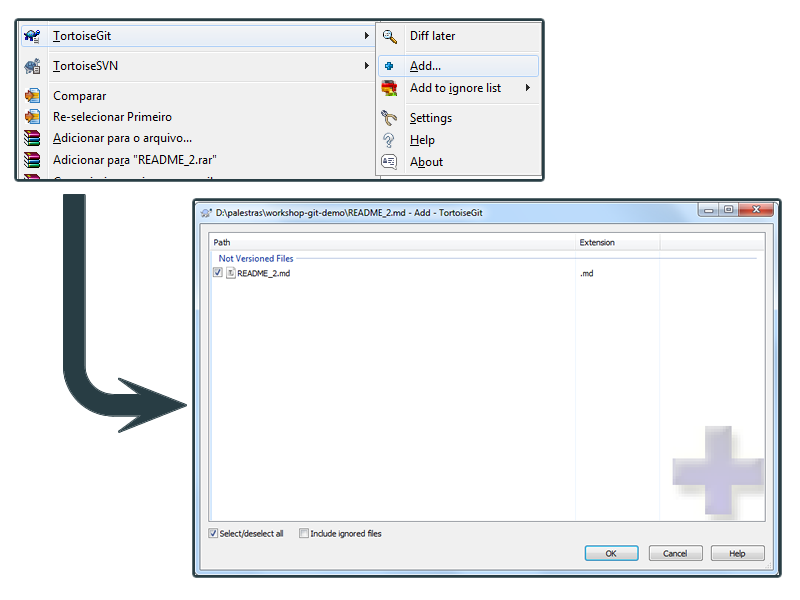 TortoiseGit
TortoiseSVN
Comparar
Re-selecionar Primeiro
Adicionar para o arquivo...
Adicionar para "README_2.rar"
Diff later
Add...
Add to ignore list
Settings
Help
About
D:\palestras\workshop-git-demo\README_2.md - Add - TortoiseGit
Path Extension
Not Versioned Files
README_2.md .md
Select/deselect all Include ignored files
OK Cancel Help